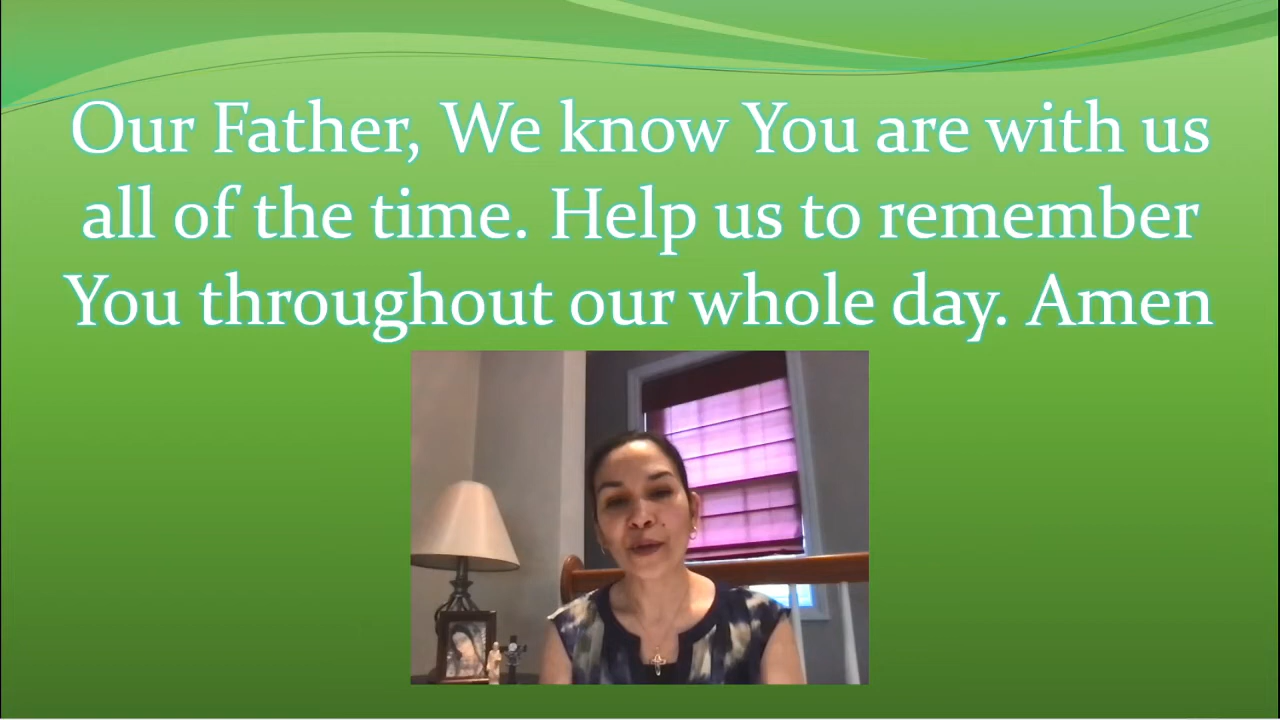 Our Father, We know You are with us
all of the time. Help us to remember
You throughout our whole day. Amen